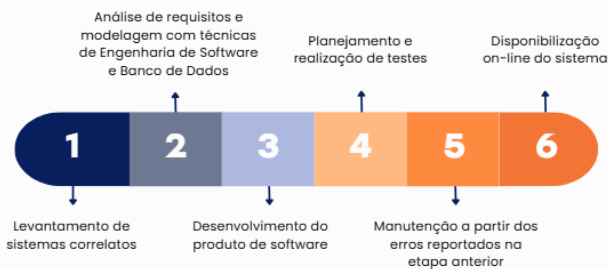 Análise de requisitos e
modelagem com técnicas
de Engenharia de Software
e Banco de Dados
Planejamento e
realização de testes
Disponibilização
on-line do sistema
1
2
3
4
5
6
Levantamento de
sistemas correlatos
Desenvolvimento do
produto de software
Manutenção a partir dos
erros reportados na
etapa anterior